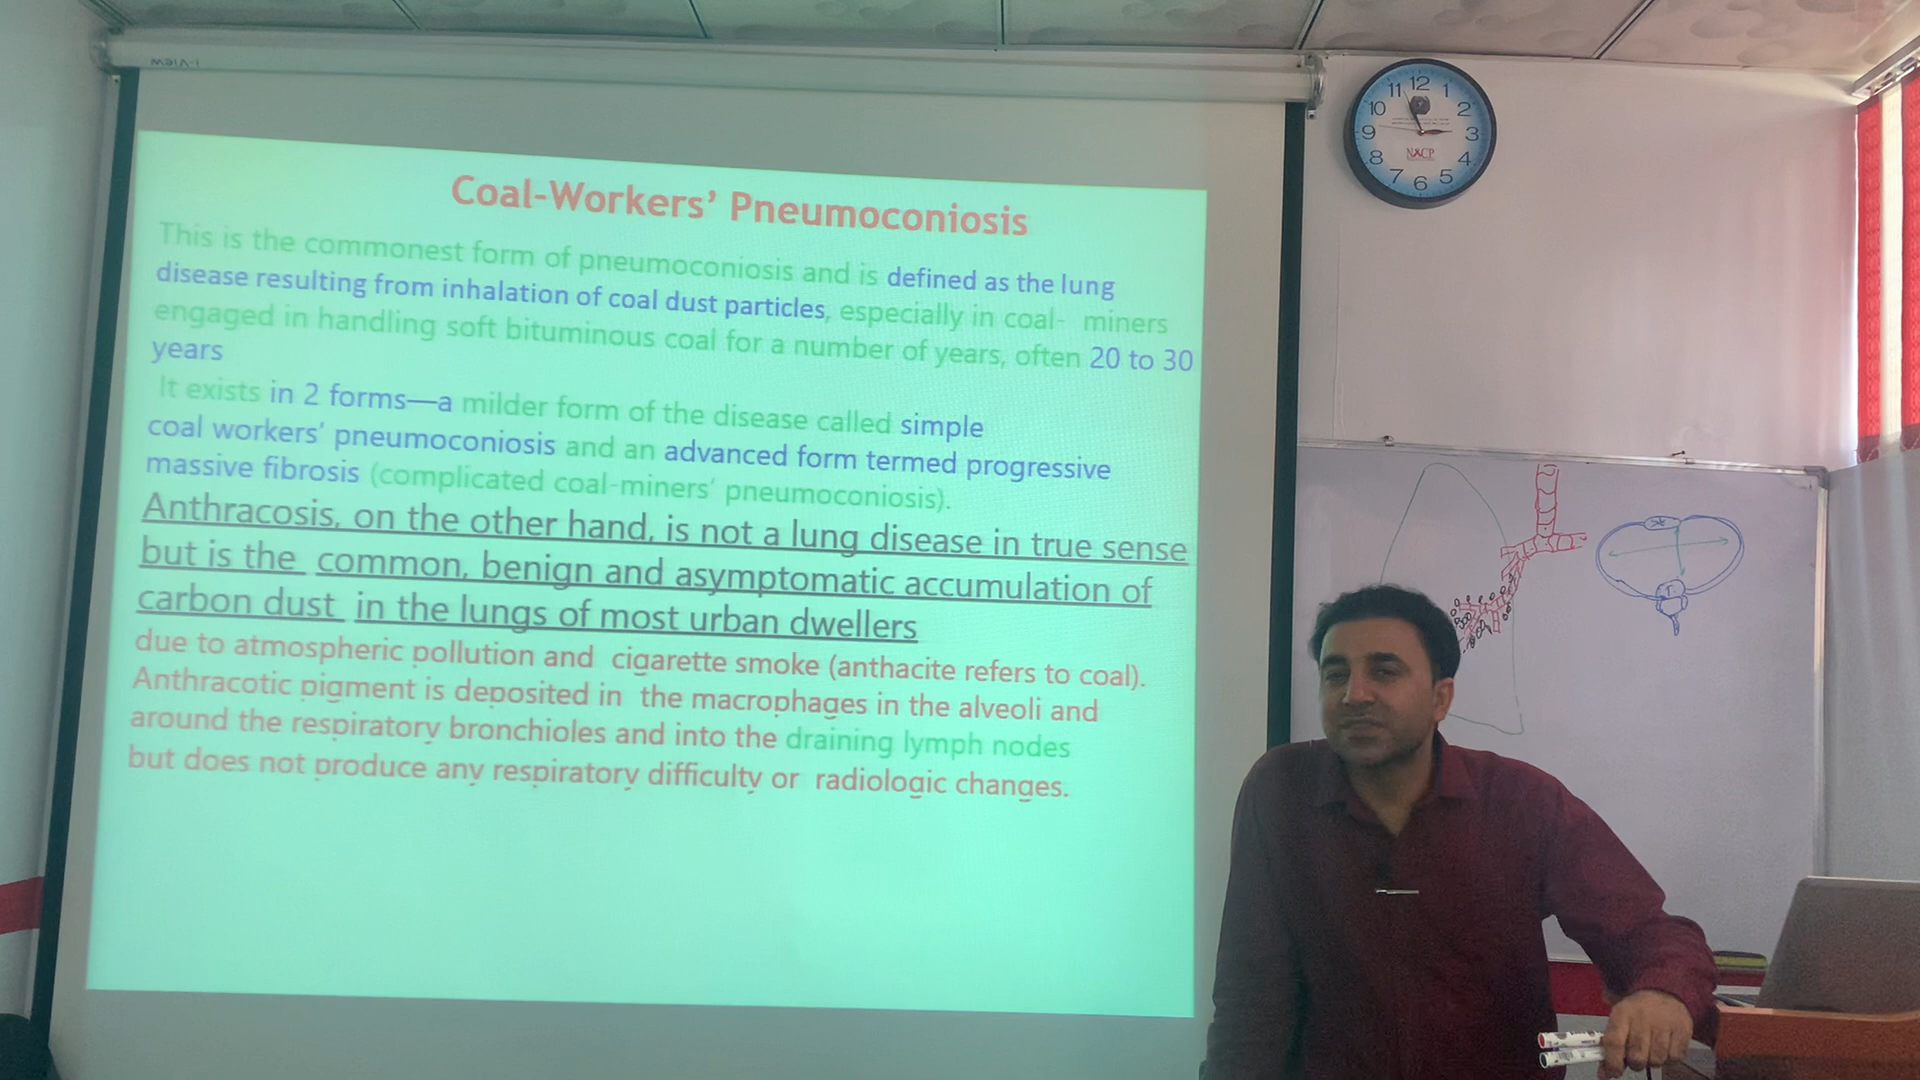 Coal-Workers’ Pneumoconiosis
This is the commonest form of pneumoconiosis and is defined as the lung
disease resulting from inhalation of coal dust particles, especially in coal- miners
engaged in handling soft bituminous coal for a number of years, often 20 to 30
years
It exists in 2 forms—a milder form of the disease called simple
coal workers’ pneumoconiosis and an advanced form termed progressive
massive fibrosis (complicated coal-miners’ pneumoconiosis).
Anthracosis, on the other hand, is not a lung disease in true sense
but is the common, benign and asymptomatic accumulation of
carbon dust in the lungs of most urban dwellers
due to atmospheric pollution and cigarette smoke (anthacite refers to coal).
Anthracotic pigment is deposited in the macrophages in the alveoli and
around the respiratory bronchioles and into the draining lymph nodes
but does not produce any respiratory difficulty or radiologic changes.
12
1
2
3
4
5
6
7
8
9
10
11
NACP